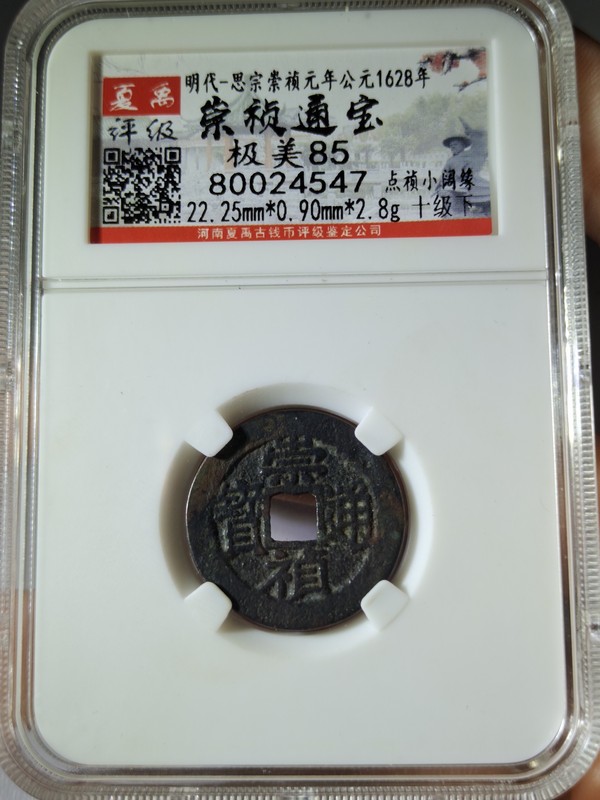 明代-思宗崇祯元年公元1628年
夏禹
评级
崇祯通宝
极美85
80024547 点祯小阔缘
22.25mm*0.90mm*2.8g 十级下
河南夏禹古钱币评级鉴定公司
崇
寳 通
禎